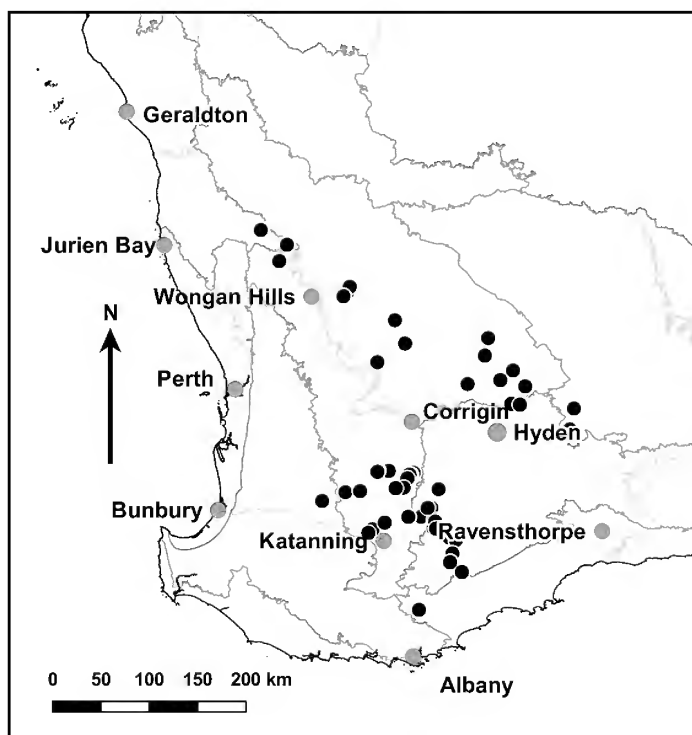 Geraldton
Jurien Bay
Wongan Hills
N
Perth
Corrigin
Hyden
Bunbury
Ravensthorpe
Katanning
0 50 100 150 200 km
Albany